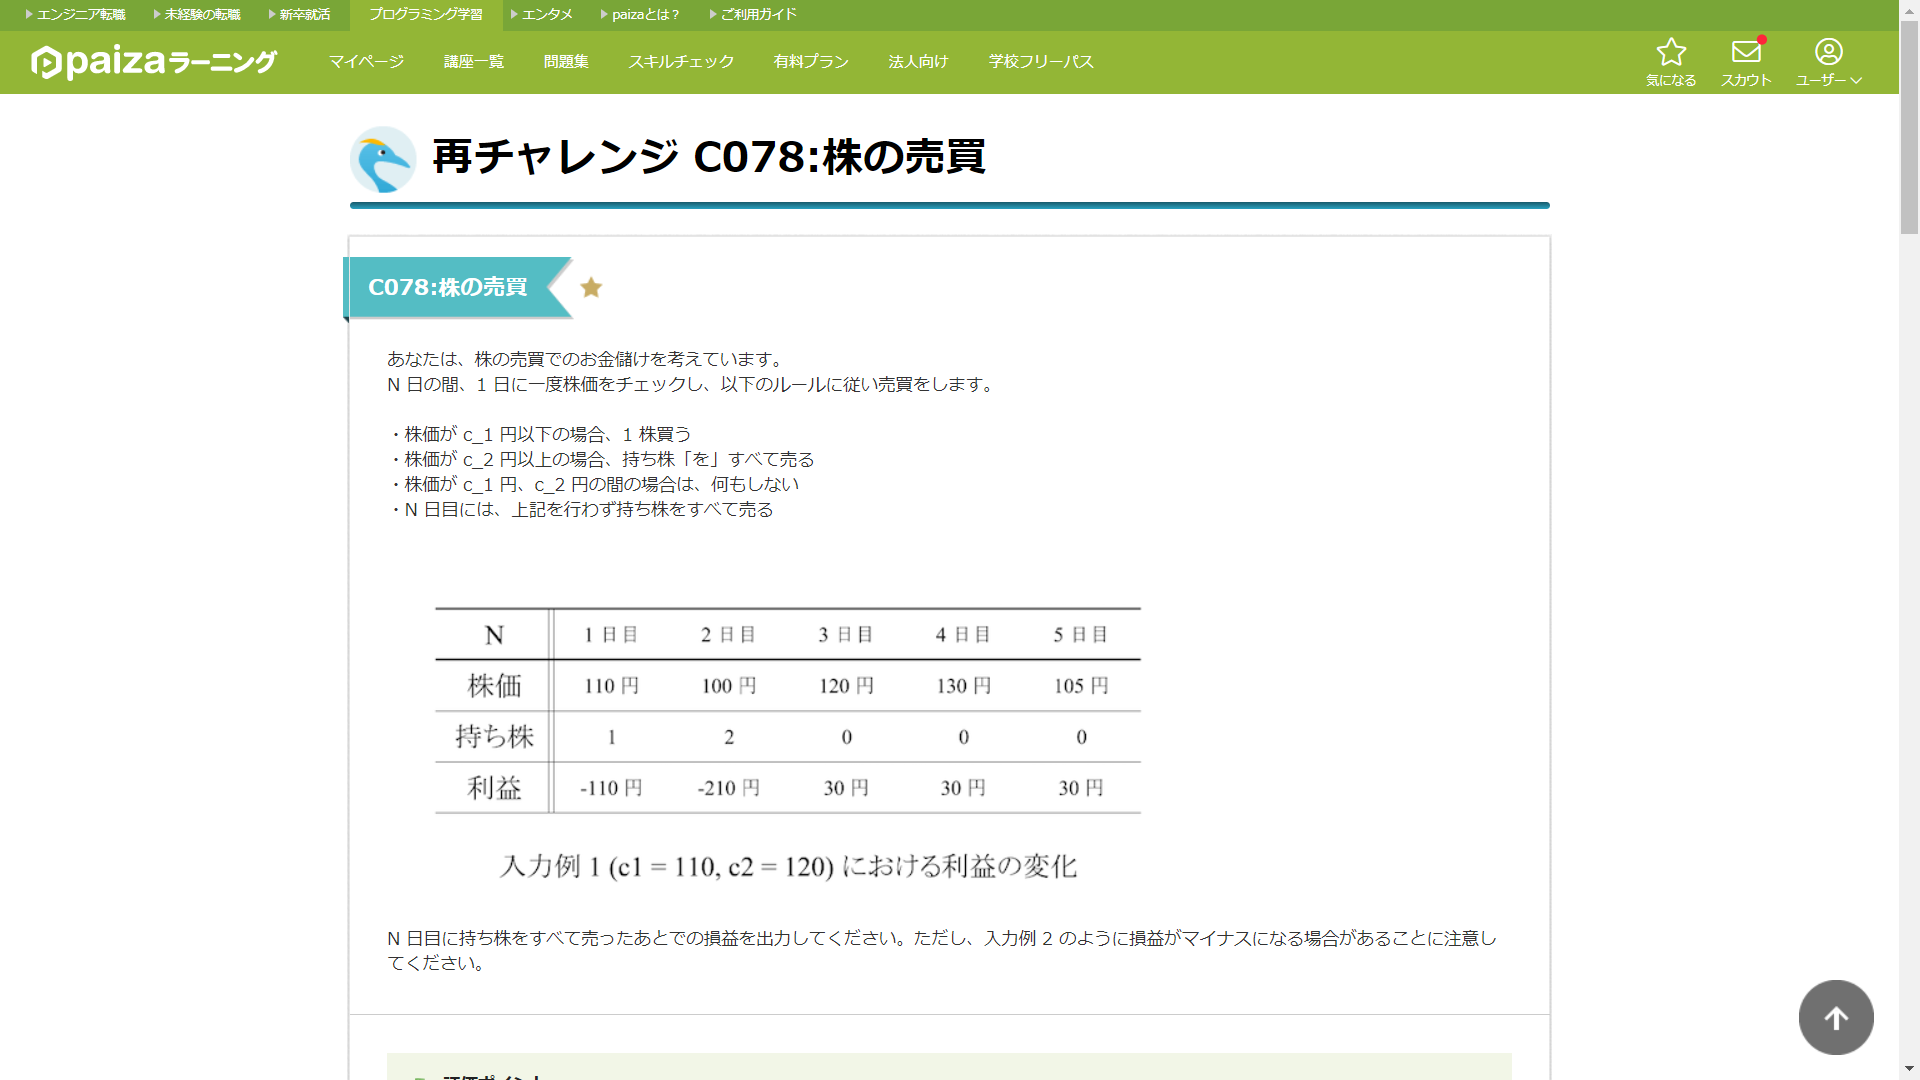 エンジニア転職 未経験の転職 新卒就活 プログラミング学習 エンタメ paizaとは？ ご利用ガイド
paizaラーニング マイページ 講座一覧 問題集 スキルチェック 有料プラン 法人向け 学校フリーパス 気になる スカウト ユーザー
再チャレンジ C078:株の売買
C078:株の売買
あなたは、株の売買でのお金儲けを考えています。
N 日の間、1 日に一度株価をチェックし、以下のルールに従い売買をします。
・株価が c_1 円以下の場合、1 株買う
・株価が c_2 円以上の場合、持ち株「を」すべて売る
・株価が c_1 円、c_2 円の間の場合は、何もしない
・N 日目には、上記を行わず持ち株をすべて売る
N 1 日目 2 日目 3 日目 4 日目 5 日目
株価 110 円 100 円 120 円 130 円 105 円
持ち株 1 2 0 0 0
利益 -110 円 -210 円 30 円 30 円 30 円
入力例 1 (c1 = 110, c2 = 120) における利益の変化
N 日目に持ち株をすべて売ったあとでの損益を出力してください。ただし、入力例 2 のように損益がマイナスになる場合があることに注意し
てください。
評価ポイント